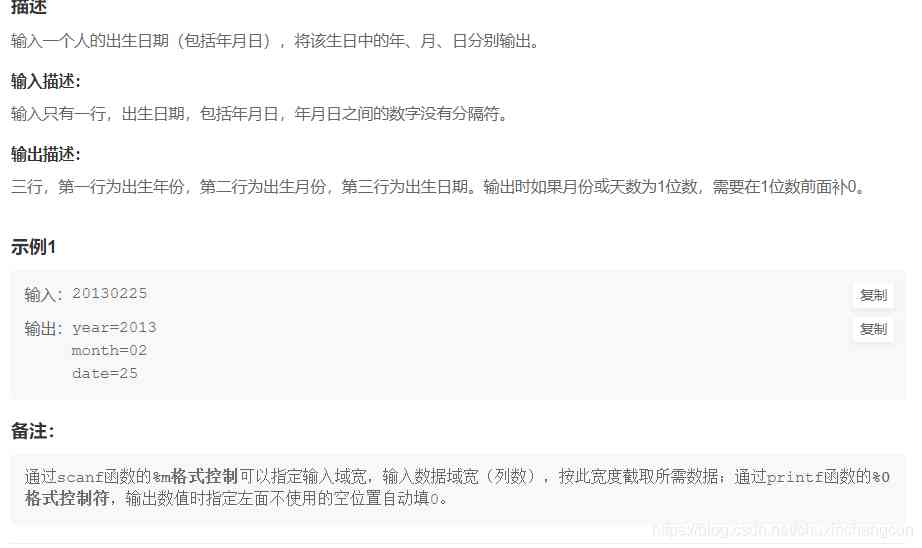 描述
输入一个人的出生日期（包括年月日），将该生日中的年、月、日分别输出。
输入描述：
输入只有一行，出生日期，包括年月日，年月日之间的数字没有分隔符。
输出描述：
三行，第一行为出生年份，第二行为出生月份，第三行为出生日期。输出时如果月份或天数为1位数，需要在1位数前面补0。
示例1
输入：20130225
复制
输出：year=2013
复制
month=02
date=25
备注：
通过scanf函数的%m格式控制可以指定输入域宽，输入数据域宽（列数），按此宽度截取所需数据；通过printf函数的%0
格式控制符，输出数值时指定左面不使用的空位置自动填0。